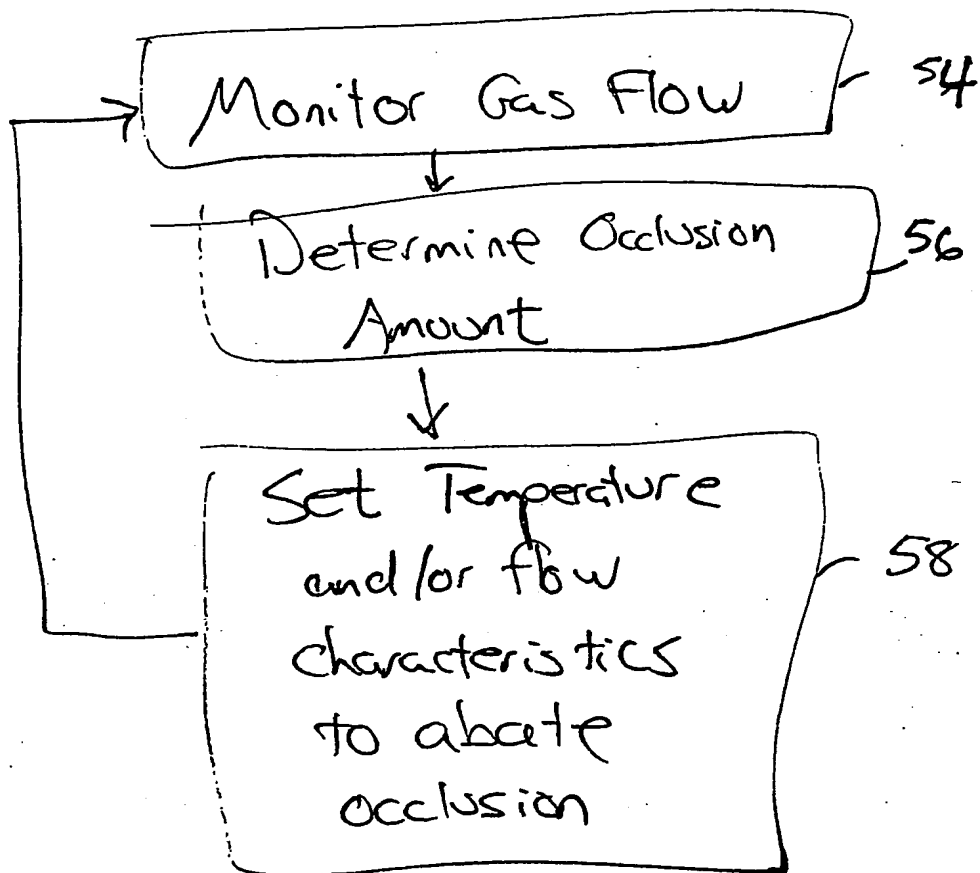 Monitor Gas Flow 54
Determine Occlusion 56
Amount
Set Temperature
and/or flow 58
characteristics
to abate
occlusion